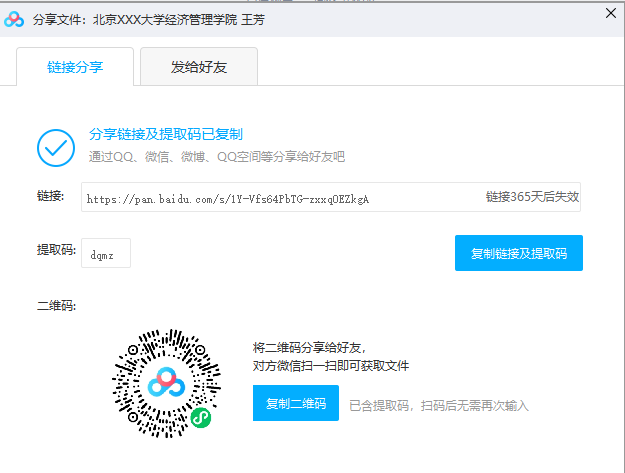 分享文件：北京XXX大学经济管理学院 王芳
链接分享
发给好友
分享链接及提取码已复制
通过QQ、微信、微博、QQ空间等分享给好友吧
链接: https://pan.baidu.com/s/1Y-Vfs64PbTG-zxxqOEZkgA 链接365天后失效
提取码: dqmz 复制链接及提取码
二维码:
将二维码分享给好友，
对方微信扫一扫即可获取文件
复制二维码 已含提取码，扫码后无需再次输入